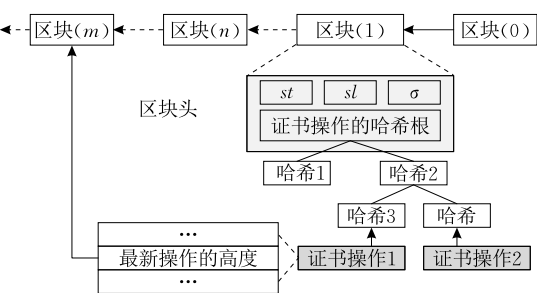 区块(m) 区块(n) 区块(1) 区块(0)
区块头
st sl σ
证书操作的哈希根
哈希1 哈希2
哈希3 哈希
...
最新操作的高度 证书操作1 证书操作2
...